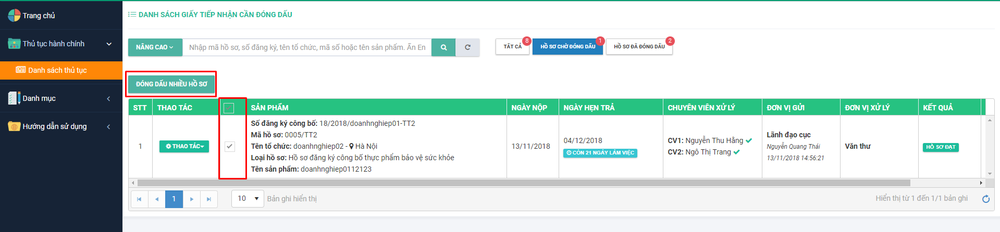 Trang chủ
Thủ tục hành chính
Danh sách thủ tục
Danh mục
Hướng dẫn sử dụng
DANH SÁCH GIẤY TIẾP NHẬN CẦN ĐÓNG DẤU
NÂNG CAO
Nhập mã hồ sơ, số đăng ký, tên tổ chức, mã số hoặc tên sản phẩm. Ấn En
TẤT CẢ 8
HỒ SƠ CHỜ ĐÓNG DẤU 1
HỒ SƠ ĐÃ ĐÓNG DẤU 2
ĐÓNG DẤU NHIỀU HỒ SƠ
STT THAO TÁC SẢN PHẨM NGÀY NỘP NGÀY HẸN TRẢ CHUYÊN VIÊN XỬ LÝ ĐƠN VỊ GỬI ĐƠN VỊ XỬ LÝ KẾT QUẢ
1
THAO TÁC
Số đăng ký công bố: 18/2018/doanhnghiep01-TT2
Mã hồ sơ: 0005/TT2
Tên tổ chức: doanhnghiep02 - Hà Nội
Loại hồ sơ: Hồ sơ đăng ký công bố thực phẩm bảo vệ sức khỏe
Tên sản phẩm: doanhnghiep0112123
13/11/2018
04/12/2018
CÒN 21 NGÀY LÀM VIỆC
CV1: Nguyễn Thu Hằng
CV2: Ngô Thị Trang
Lãnh đạo cục
Nguyễn Quang Thái
13/11/2018 14:56:21
Văn thư
HỒ SƠ ĐẠT
1
10
Bản ghi hiển thị
Hiển thị từ 1 đến 1/1 bản ghi